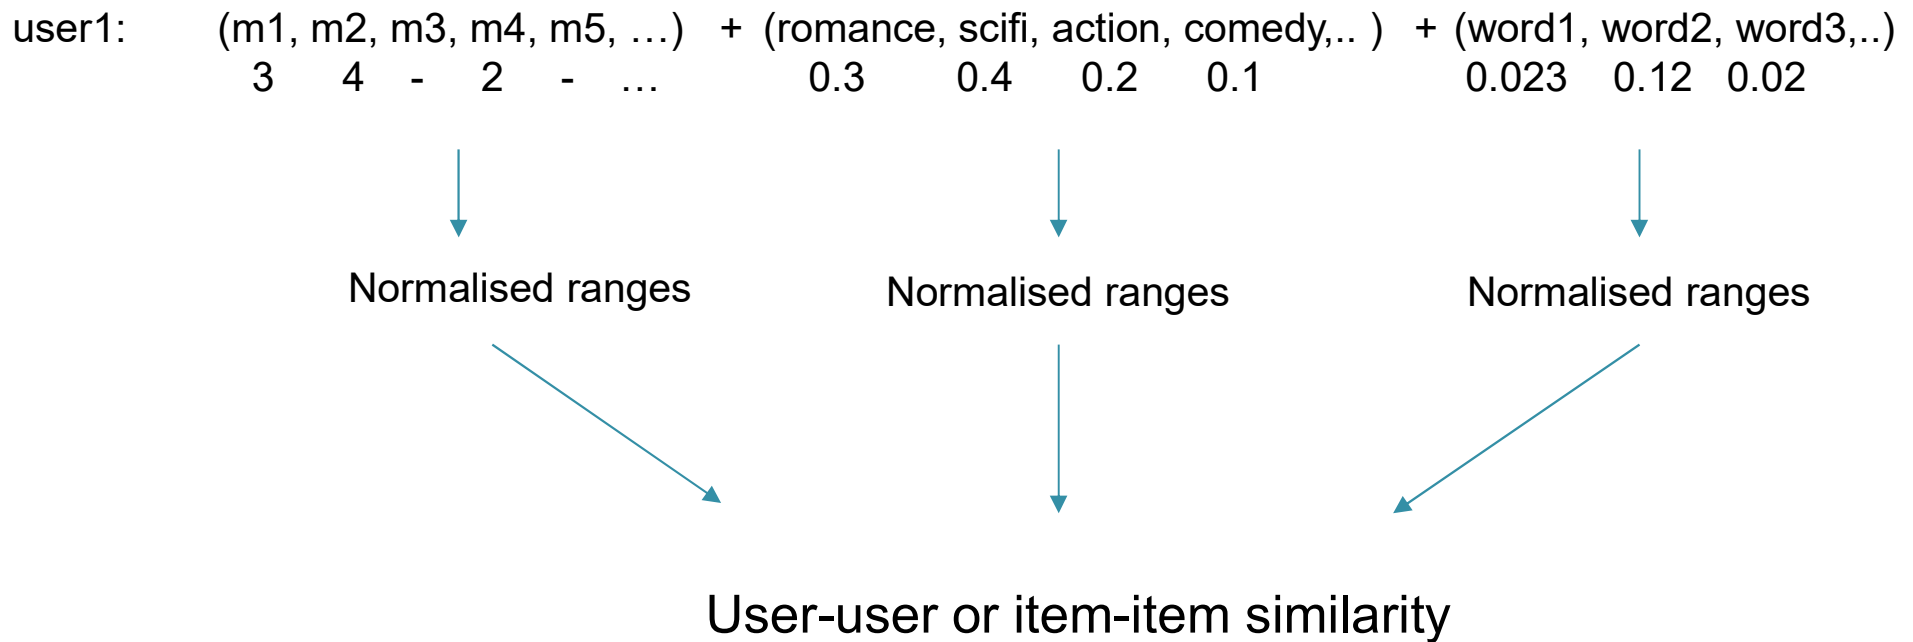 user1: (m1, m2, m3, m4, m5, …) + (romance, scifi, action, comedy,.. ) + (word1, word2, word3,..)
3 4 - 2 - … 0.3 0.4 0.2 0.1 0.023 0.12 0.02
Normalised ranges Normalised ranges Normalised ranges
User-user or item-item similarity